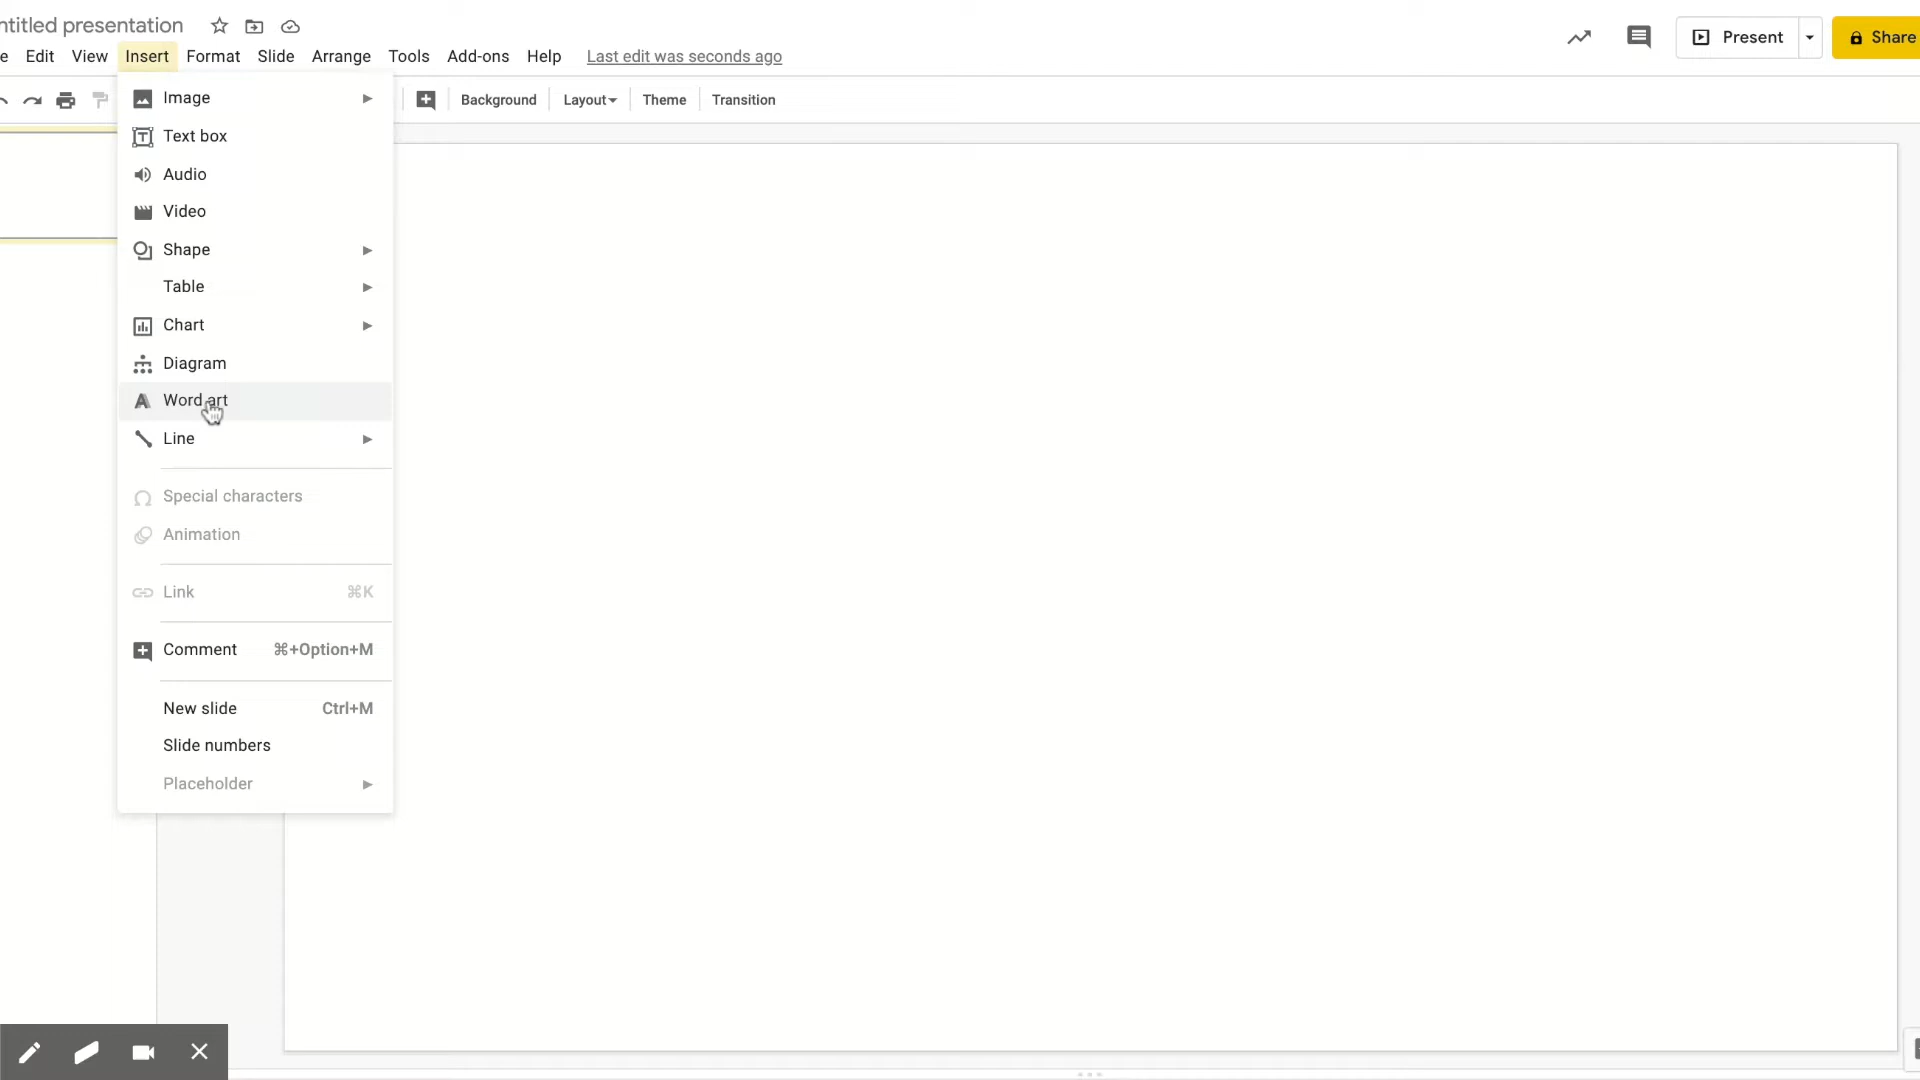 ntitled presentation
e Edit View Insert Format Slide Arrange Tools Add-ons Help Last edit was seconds ago
Present
Share
Background Layout Theme Transition
Image
Text box
Audio
Video
Shape
Table
Chart
Diagram
Word art
Line
Special characters
Animation
Link ⌘K
Comment ⌘+Option+M
New slide Ctrl+M
Slide numbers
Placeholder